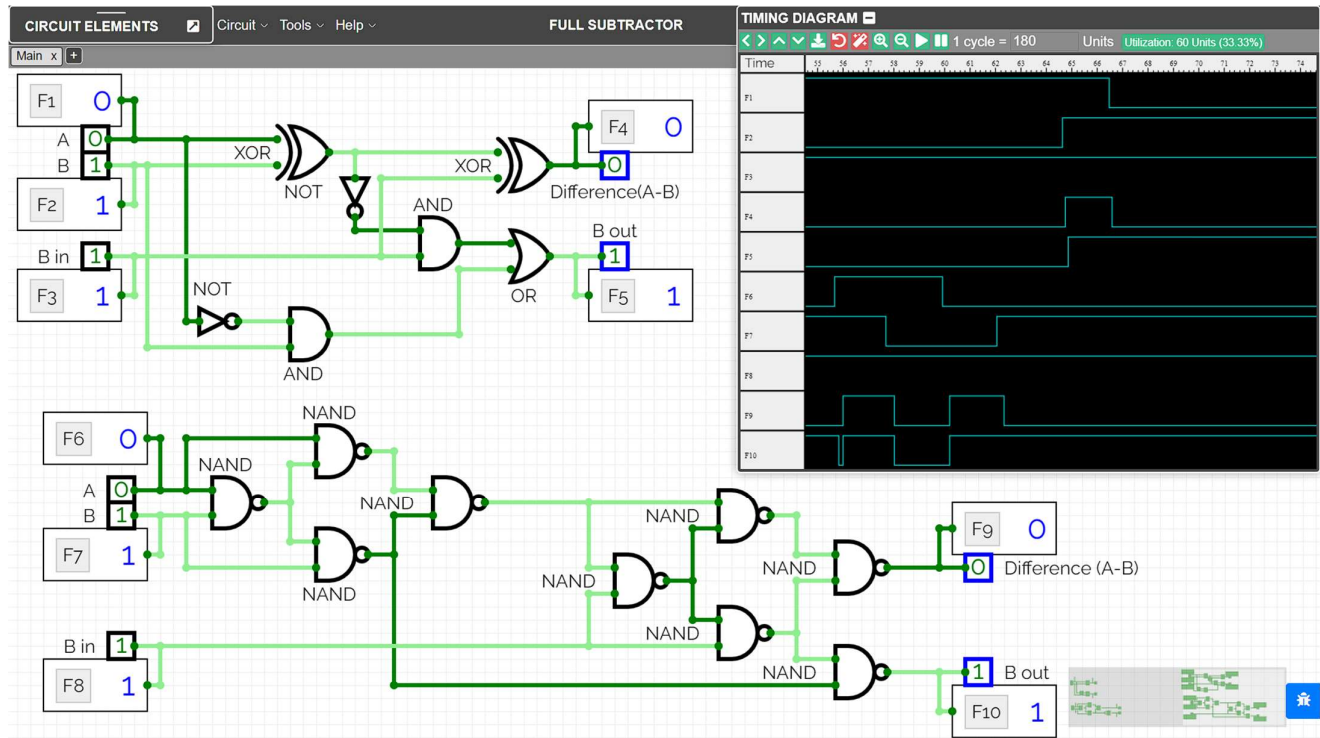 CIRCUIT ELEMENTS Circuit Tools Help FULL SUBTRACTOR
Main x +
TIMING DIAGRAM
1 cycle = 180 Units Utilization: 60 Units (33 33%)
Time 55 56 57 58 59 60 61 62 63 64 65 66 67 68 69 70 71 72 73 74
F1
F2
F3
F4
F5
F6
F7
F8
F9
F10
F1 0
A 0
B 1
F2 1
B in 1
F3 1
XOR
NOT
XOR
AND
NOT
AND
OR
F4 0
0
Difference(A-B)
B out
1
F5 1
F6 0
A 0
B 1
F7 1
B in 1
F8 1
NAND
NAND
NAND
NAND
NAND
NAND
NAND
NAND
NAND
F9 0
0 Difference (A-B)
1 B out
F10 1